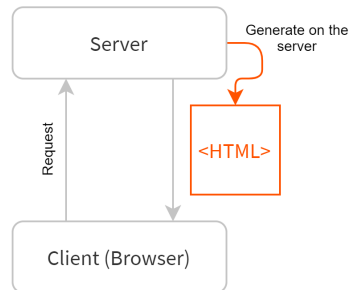 Server
Generate on the
server
<HTML>
Request
Client (Browser)